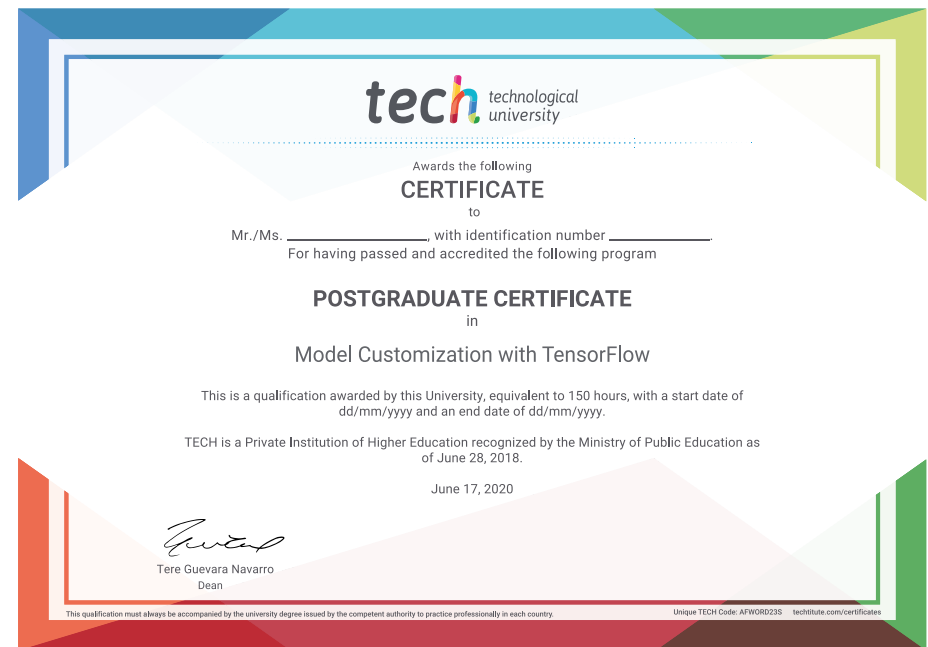 tech technological
university
Awards the following
CERTIFICATE
to
Mr./Ms. ____________________, with identification number ______________.
For having passed and accredited the following program
POSTGRADUATE CERTIFICATE
in
Model Customization with TensorFlow
This is a qualification awarded by this University, equivalent to 150 hours, with a start date of
dd/mm/yyyy and an end date of dd/mm/yyyy.
TECH is a Private Institution of Higher Education recognized by the Ministry of Public Education as
of June 28, 2018.
June 17, 2020
Tere Guevara Navarro
Dean
This qualification must always be accompanied by the university degree issued by the competent authority to practice professionally in each country.
Unique TECH Code: AFWORD23S techtitute.com/certificates